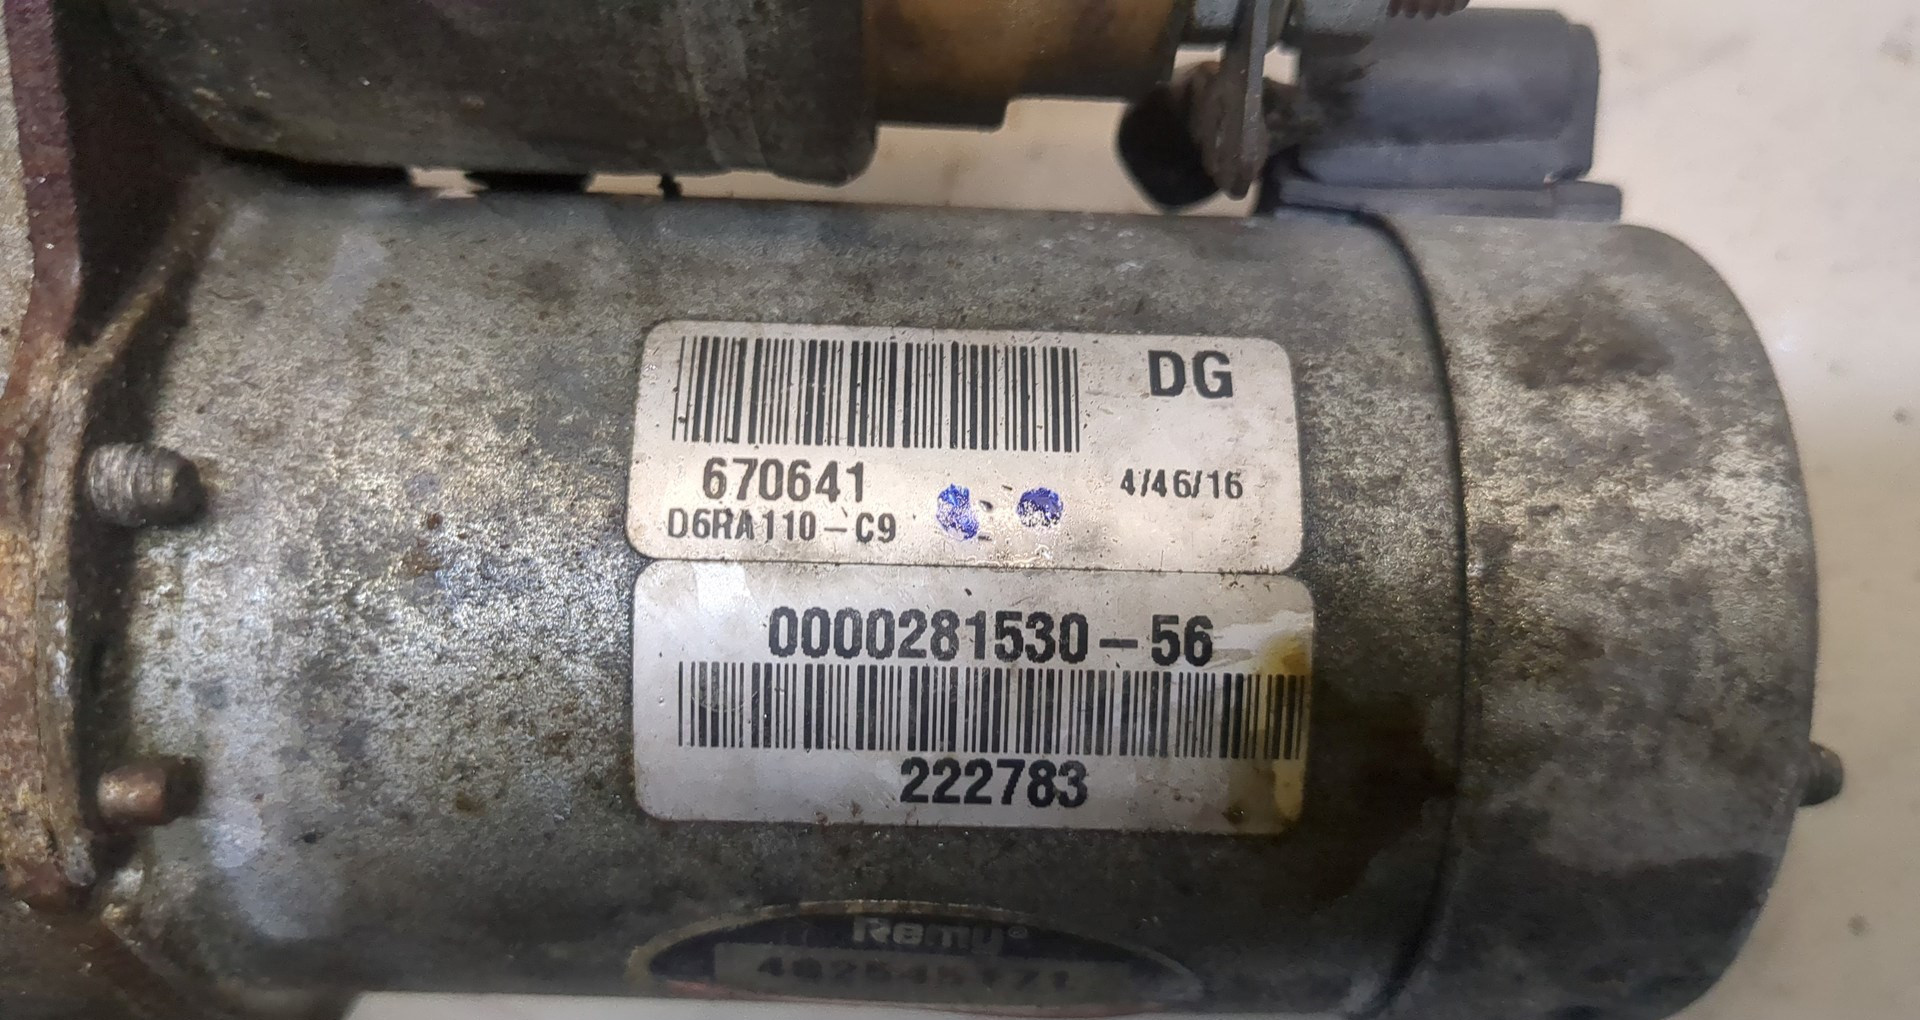 DG
670641
4/46/16
D6RA110-C9
0000281530-56
222783
Remy®